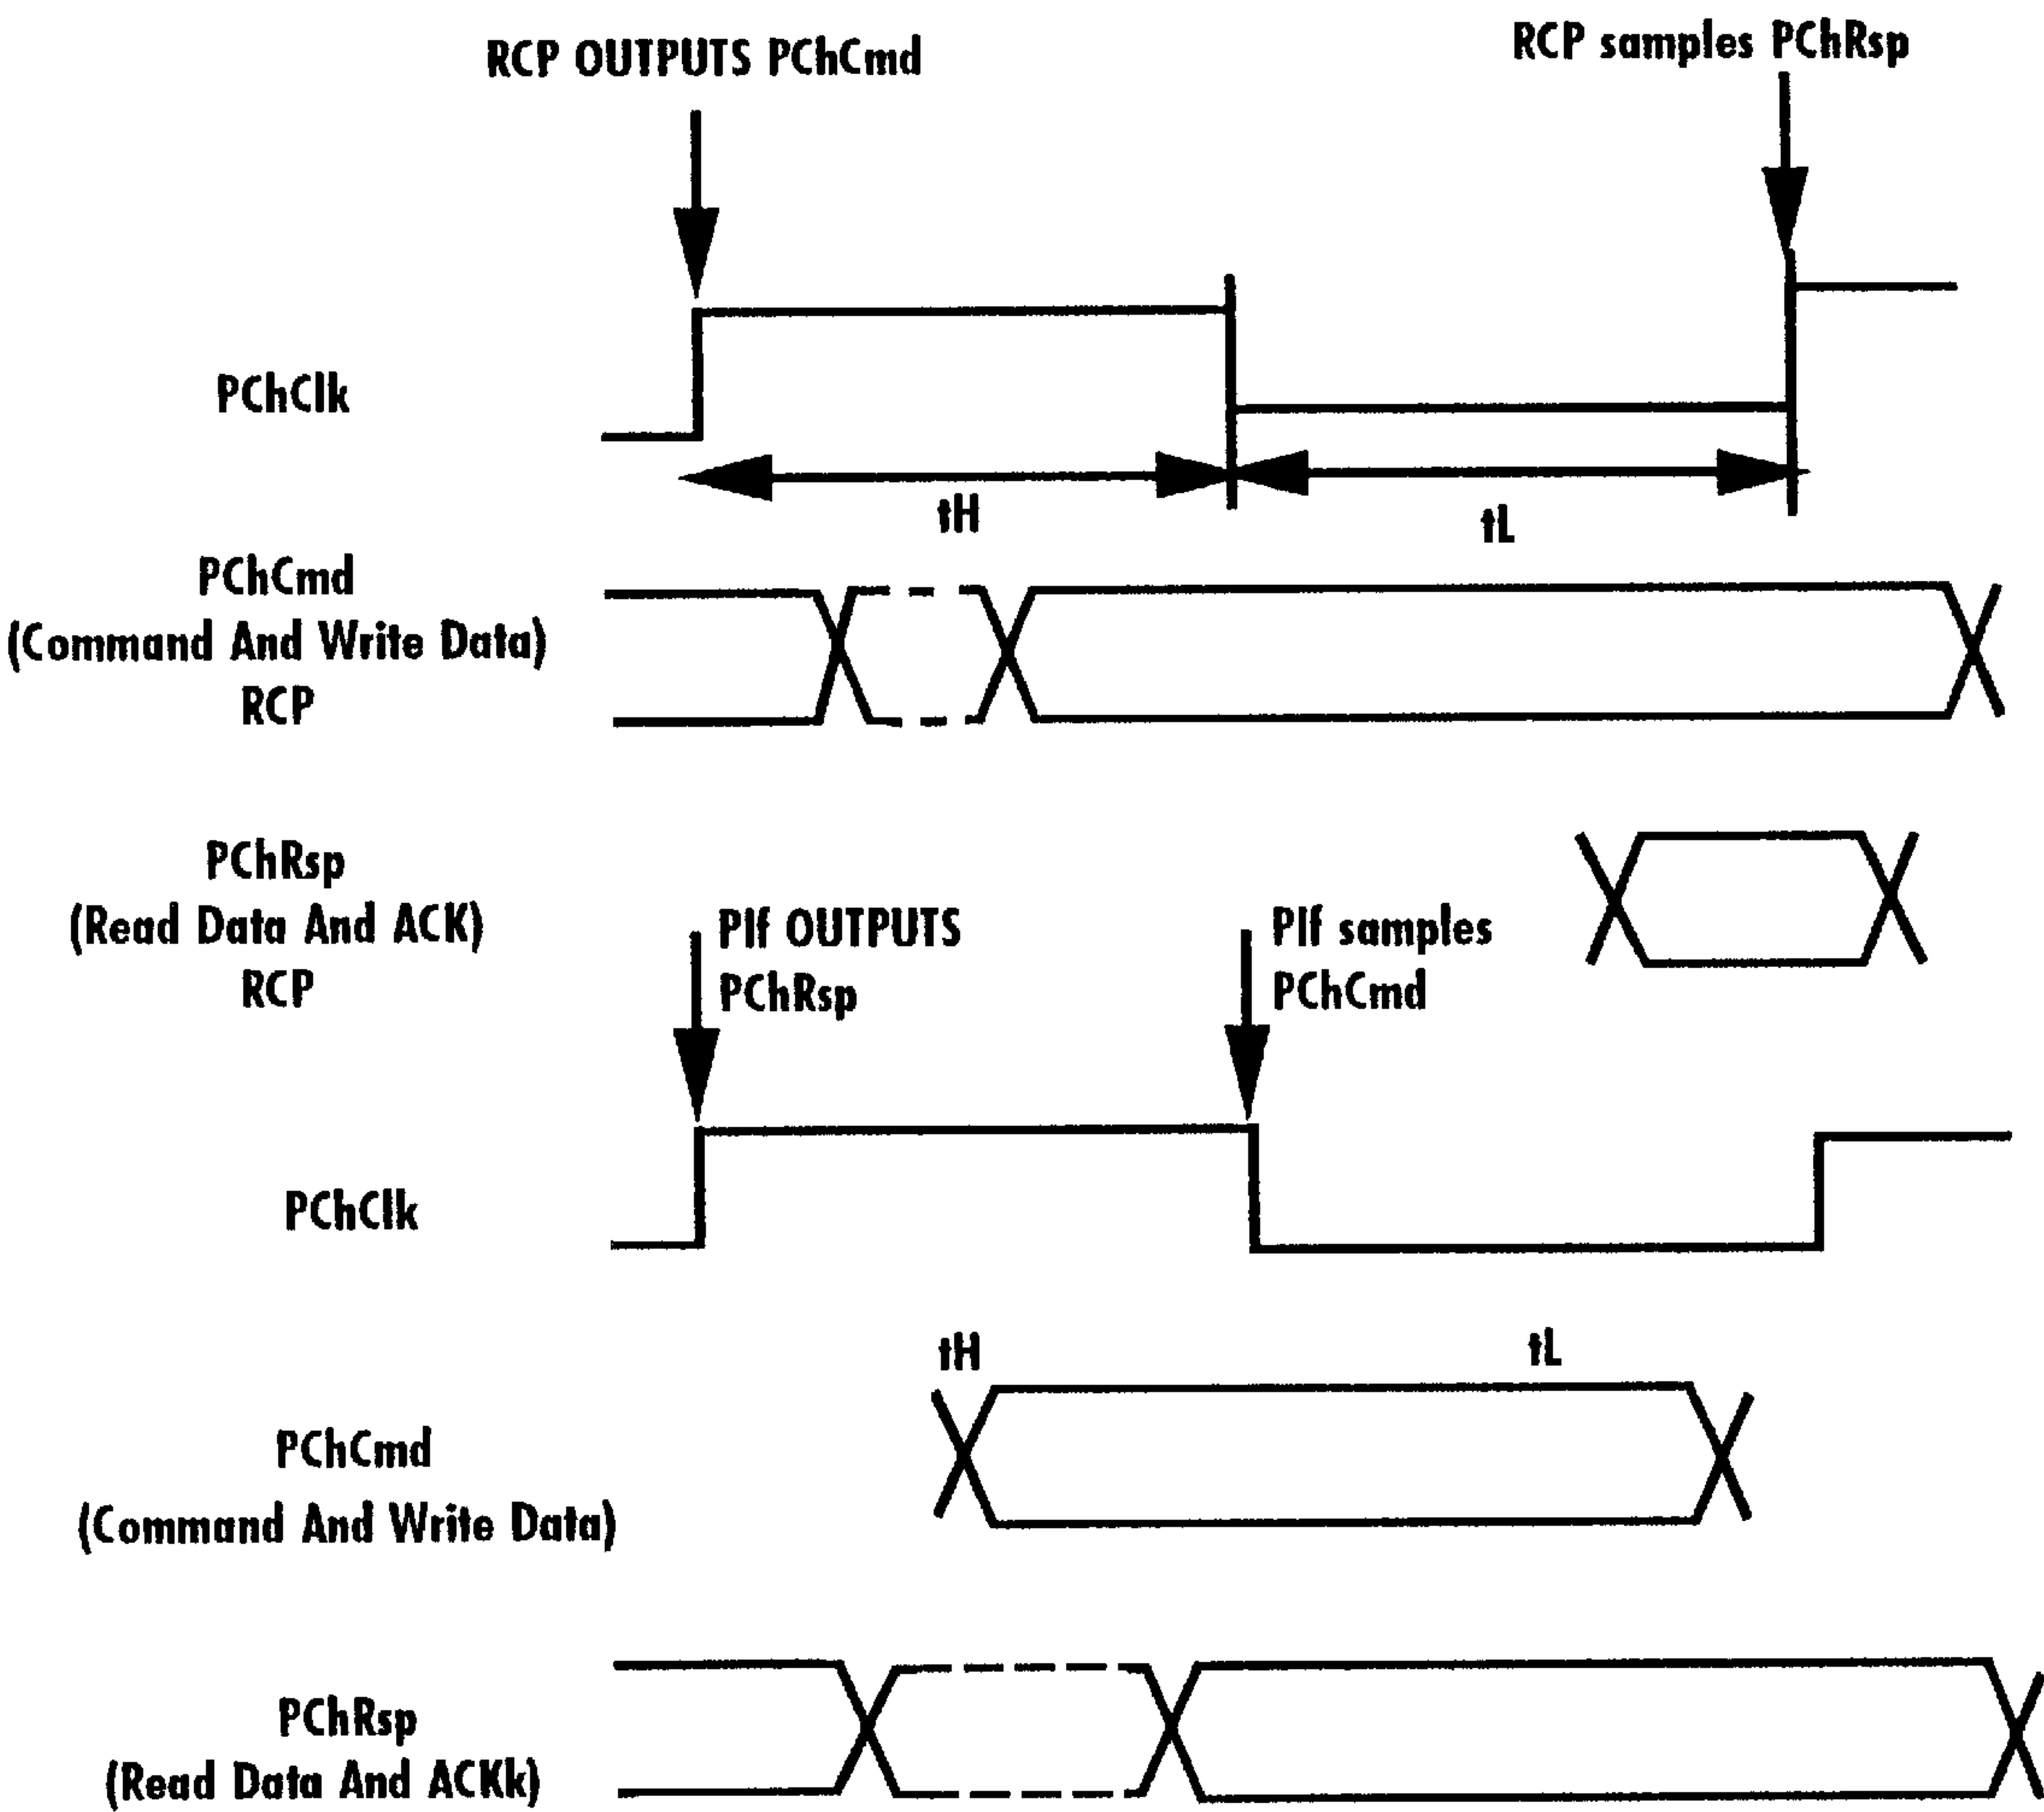 RCP OUTPUTS PChCmd
RCP samples PChRsp
PChClk
tH
tL
PChCmd
(Command And Write Data)
RCP
PChRsp
(Read Data And ACK)
RCP
PIf OUTPUTS
PChRsp
PIf samples
PChCmd
PChClk
tH
tL
PChCmd
(Command And Write Data)
PChRsp
(Read Data And ACKk)